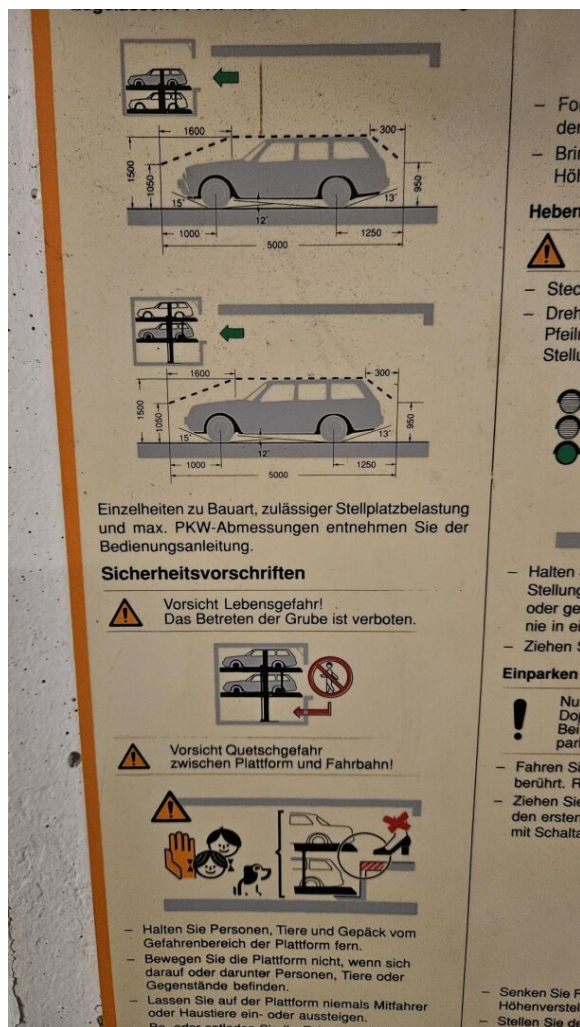 1600
300
1500
1050
950
15°
13°
12°
1000
1250
5000
1600
300
1500
1050
950
15°
13°
12°
1000
1250
5000
Einzelheiten zu Bauart, zulässiger Stellplatzbelastung
und max. PKW-Abmessungen entnehmen Sie der
Bedienungsanleitung.
Sicherheitsvorschriften
Vorsicht Lebensgefahr!
Das Betreten der Grube ist verboten.
Vorsicht Quetschgefahr
zwischen Plattform und Fahrbahn!
– Halten Sie Personen, Tiere und Gepäck vom
Gefahrenbereich der Plattform fern.
– Bewegen Sie die Plattform nicht, wenn sich
darauf oder darunter Personen, Tiere oder
Gegenstände befinden.
– Lassen Sie auf der Plattform niemals Mitfahrer
oder Haustiere ein- oder aussteigen.
– Fo
der
– Brin
Höh
Heben
!
– Stec
– Dreh
Pfeilr
Stellu
– Halten
Stellung
oder ge
nie in ei
– Ziehen S
Einparken
! Nu
Dop
Bei
park
– Fahren Si
berührt. R
– Ziehen Sie
den ersten
mit Schalta
– Senken Sie F
Höhenverstel
– Stellen Sie de